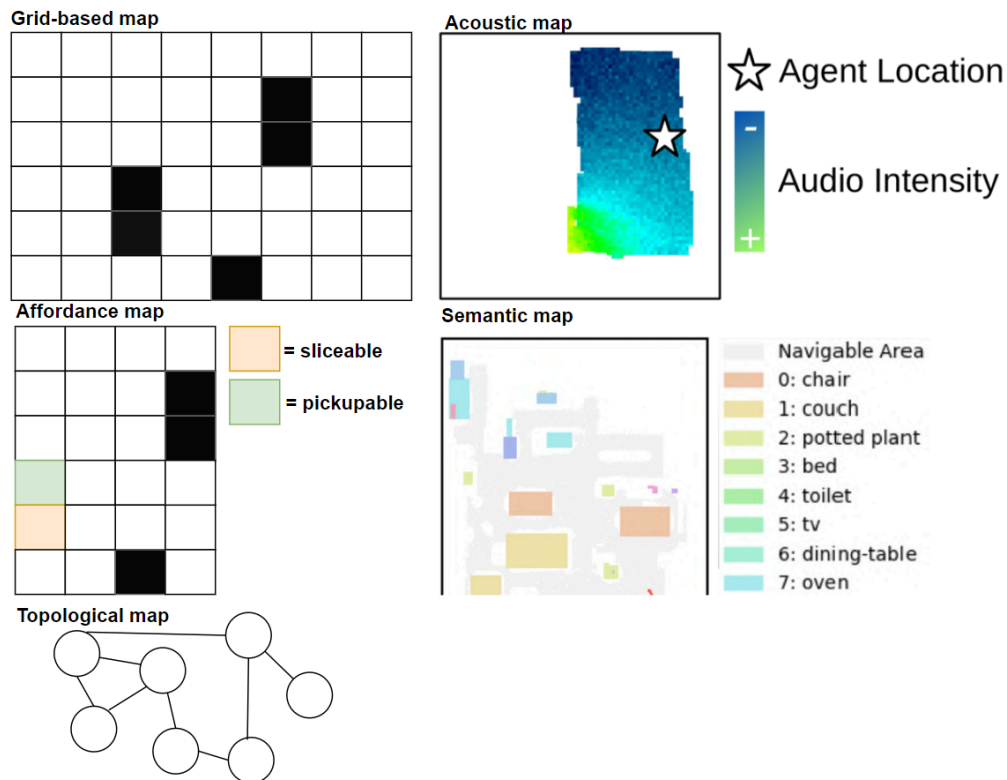 Grid-based map
Acoustic map
Agent Location
-
Audio Intensity
+
Affordance map
= sliceable
= pickupable
Semantic map
Navigable Area
0: chair
1: couch
2: potted plant
3: bed
4: toilet
5: tv
6: dining-table
7: oven
Topological map